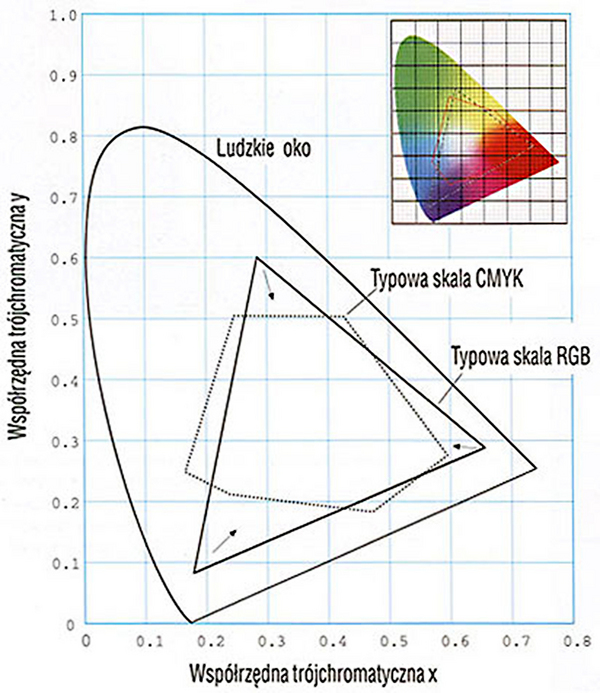 1.0
0.9
0.8
Ludzkie oko
0.7
0.6
Typowa skala CMYK
0.5
Typowa skala RGB
0.4
0.3
0.2
0.1
0
0 0.1 0.2 0.3 0.4 0.5 0.6 0.7 0.8
Współrzędna trójchromatyczna y
Współrzędna trójchromatyczna x